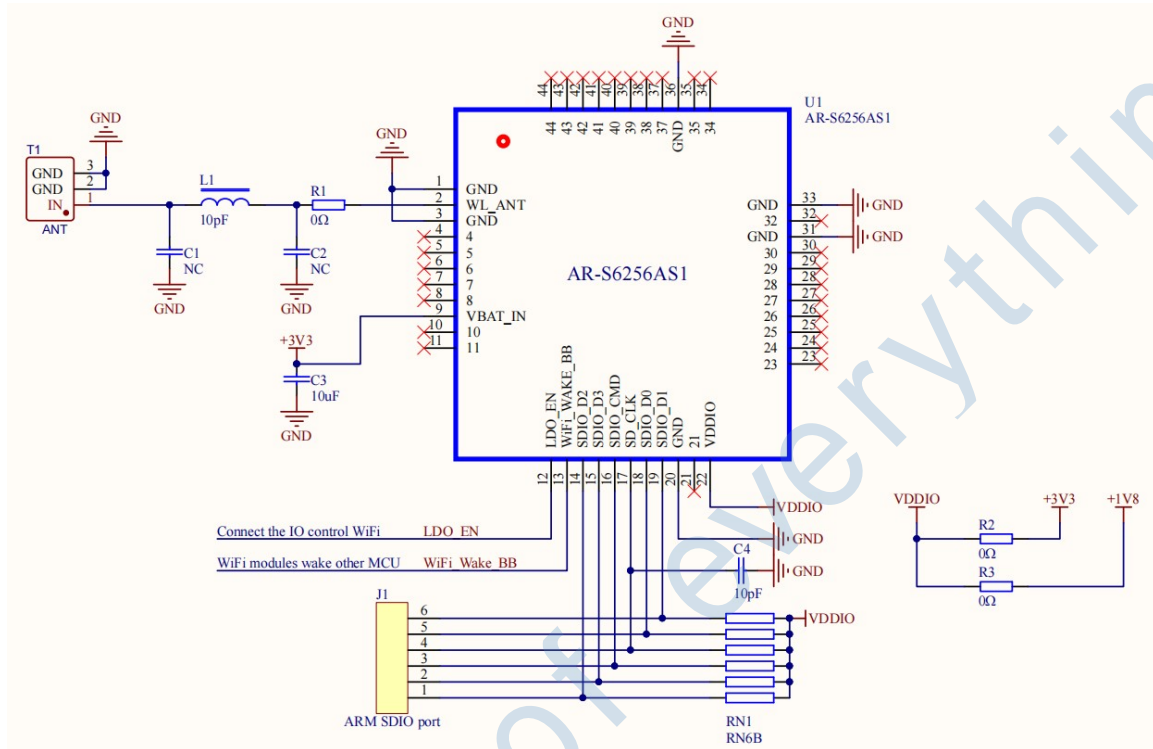 GND
44 43 42 41 40 39 38 37 36 35 34
U1
AR-S6256AS1
44 43 42 41 40 39 38 37 GND 35 34
GND
T1
GND 3
GND 2
IN 1
ANT
L1
10pF
R1
0Ω
C1
NC
GND
C2
NC
GND
GND
1 GND
2 WL_ANT
3 GND
4 4
5 5
6 6
7 7
8 8
9 VBAT_IN
10 10
11 11
AR-S6256AS1
GND 33 GND
32 32
GND 31 GND
30 30
29 29
28 28
27 27
26 26
25 25
24 24
23 23
+3V3
C3
10uF
GND
LDO_EN WiFi_WAKE_BB SDIO_D2 SDIO_D3 SDIO_CMD SD_CLK SDIO_D0 SDIO_D1 GND 21 VDDIO
12 13 14 15 16 17 18 19 20 21 22
VDDIO
Connect the IO control WiFi LDO_EN
GND
WiFi modules wake other MCU WiFi_Wake_BB
C4
10pF
GND
J1
6
5
4
3
2
1
ARM SDIO port
VDDIO
RN1
RN6B
VDDIO +3V3 +1V8
R2
0Ω
R3
0Ω
of everythin